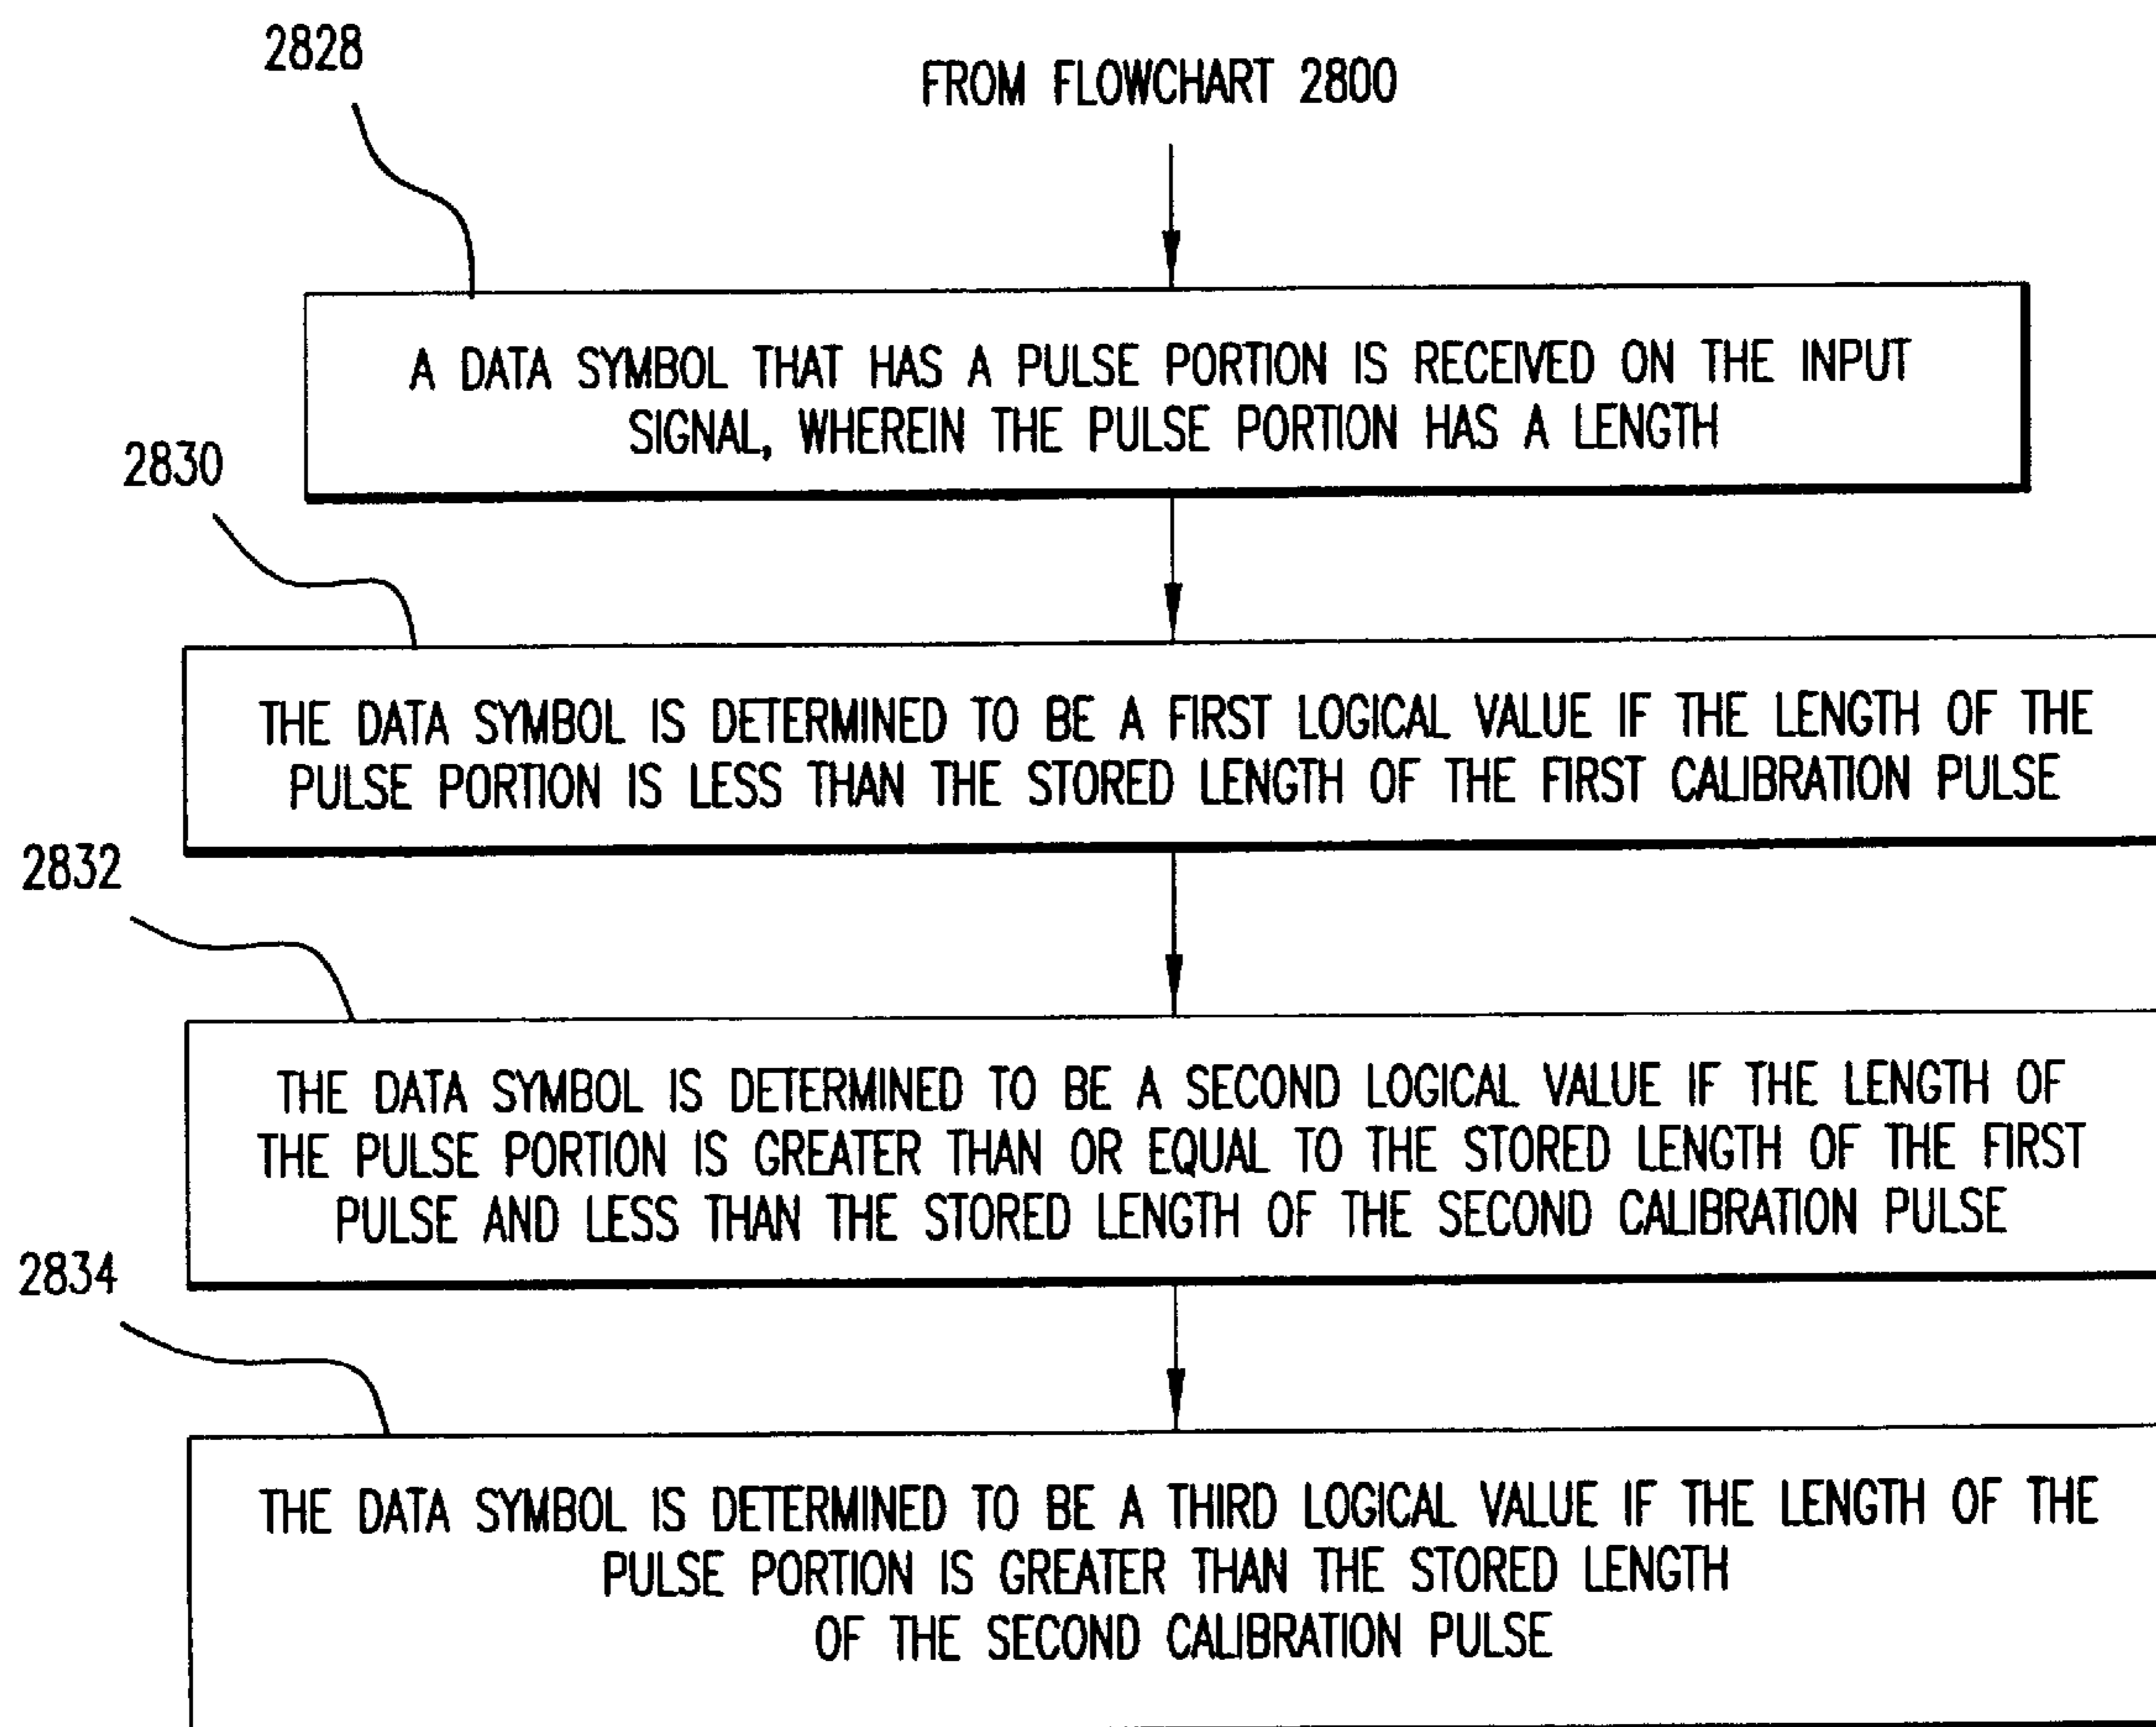 2828
FROM FLOWCHART 2800
A DATA SYMBOL THAT HAS A PULSE PORTION IS RECEIVED ON THE INPUT
SIGNAL, WHEREIN THE PULSE PORTION HAS A LENGTH
2830
THE DATA SYMBOL IS DETERMINED TO BE A FIRST LOGICAL VALUE IF THE LENGTH OF THE
PULSE PORTION IS LESS THAN THE STORED LENGTH OF THE FIRST CALIBRATION PULSE
2832
THE DATA SYMBOL IS DETERMINED TO BE A SECOND LOGICAL VALUE IF THE LENGTH OF
THE PULSE PORTION IS GREATER THAN OR EQUAL TO THE STORED LENGTH OF THE FIRST
PULSE AND LESS THAN THE STORED LENGTH OF THE SECOND CALIBRATION PULSE
2834
THE DATA SYMBOL IS DETERMINED TO BE A THIRD LOGICAL VALUE IF THE LENGTH OF THE
PULSE PORTION IS GREATER THAN THE STORED LENGTH
OF THE SECOND CALIBRATION PULSE